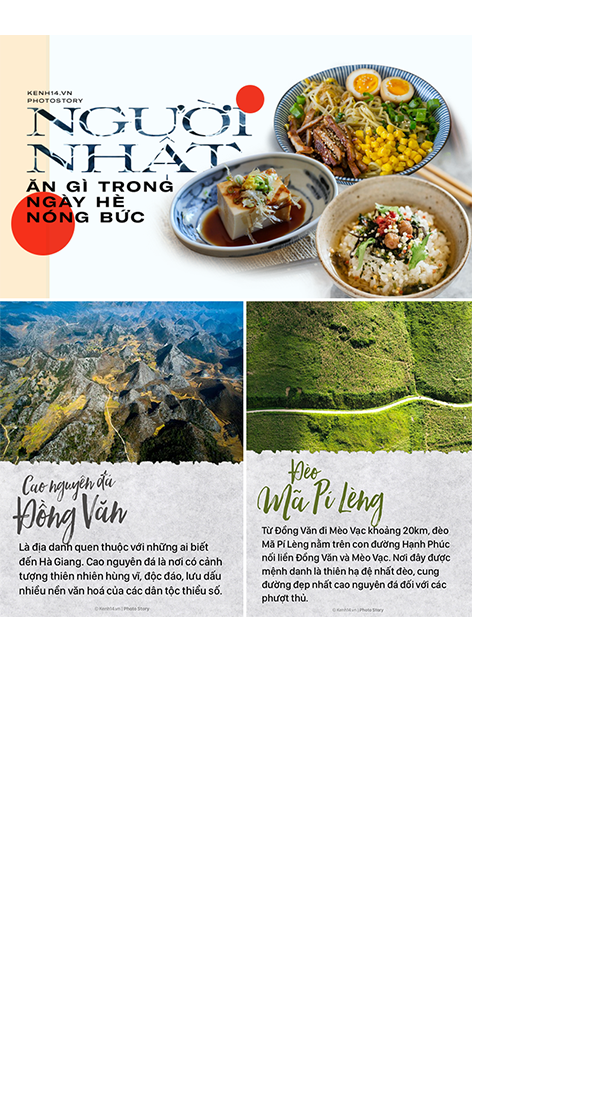 KENH14.VN
PHOTOSTORY
NGƯỜI
NHẬT
ĂN GÌ TRONG
NGÀY HÈ
NÓNG BỨC
Cao nguyên đá
Đồng Văn
Là địa danh quen thuộc với những ai biết
đến Hà Giang. Cao nguyên đá là nơi có cảnh
tượng thiên nhiên hùng vĩ, độc đáo, lưu dấu
nhiều nền văn hoá của các dân tộc thiểu số.
© Kenh14.vn | Photo Story
Đèo
Mã Pí Lèng
Từ Đồng Văn đi Mèo Vạc khoảng 20km, đèo
Mã Pí Lèng nằm trên con đường Hạnh Phúc
nối liền Đồng Văn và Mèo Vạc. Nơi đây được
mệnh danh là thiên hạ đệ nhất đèo, cung
đường đẹp nhất cao nguyên đá đối với các
phượt thủ.
© Kenh14.vn | Photo Story